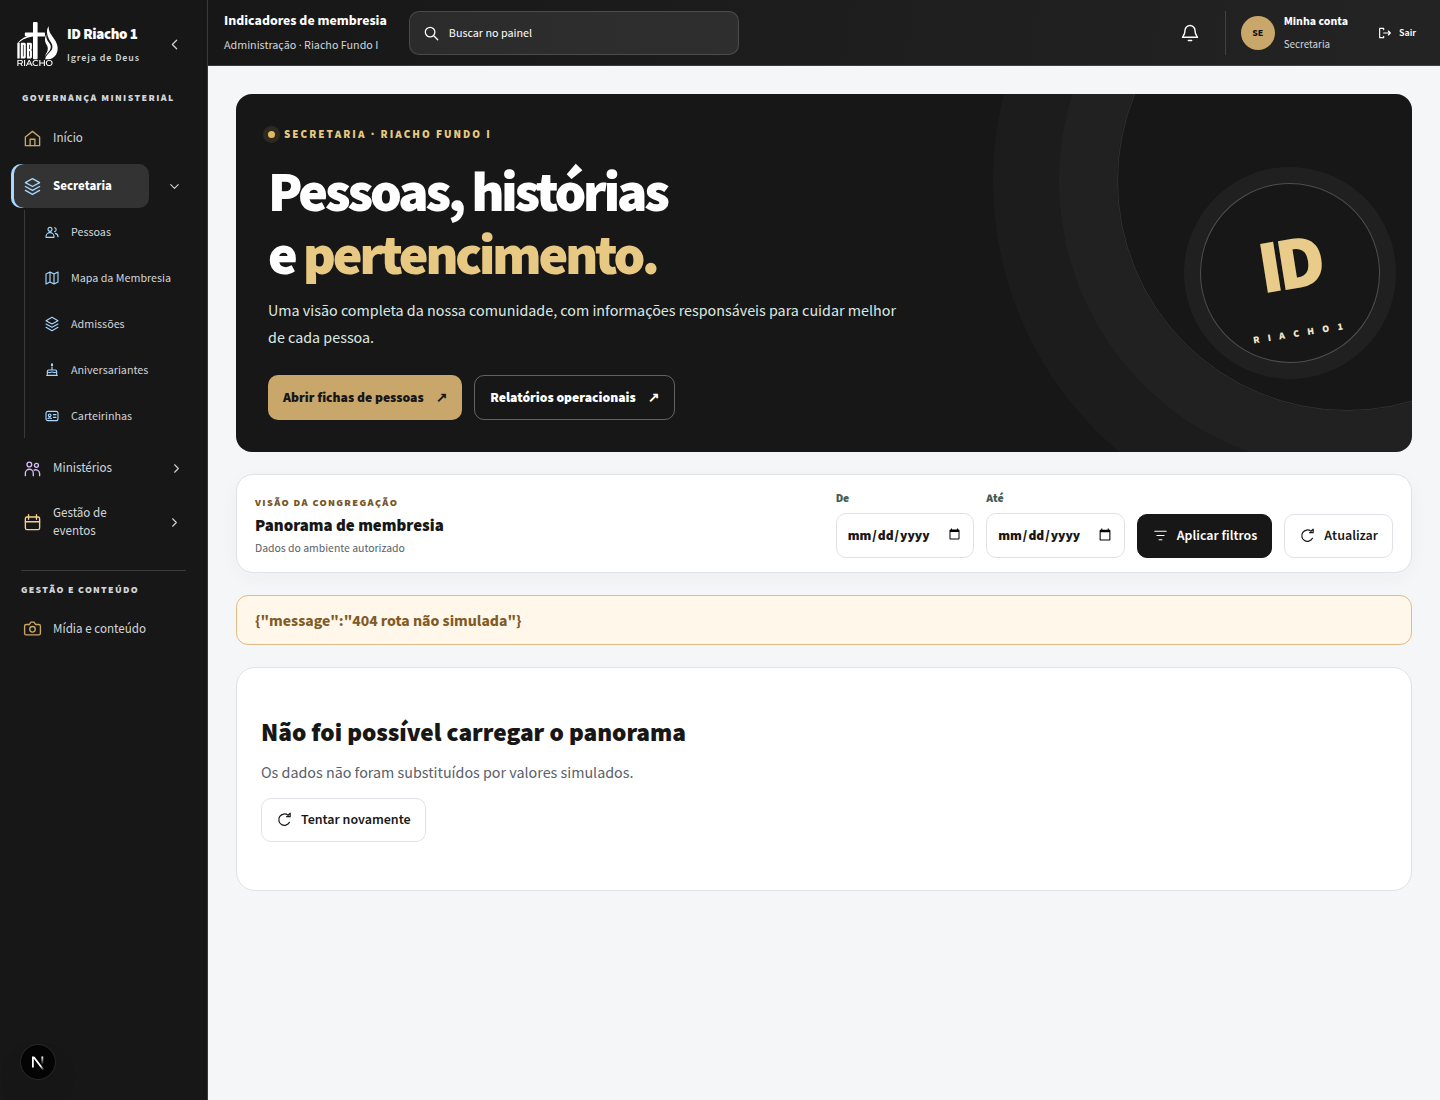 IDB
RIACHO
ID Riacho 1
Igreja de Deus
GOVERNANÇA MINISTERIAL
Início
Secretaria
Pessoas
Mapa da Membresia
Admissões
Aniversariantes
Carteirinhas
Ministérios
Gestão de
eventos
GESTÃO E CONTEÚDO
Mídia e conteúdo
N
Indicadores de membresia
Administração · Riacho Fundo I
Buscar no painel
SE
Minha conta
Secretaria
Sair
SECRETARIA · RIACHO FUNDO I
Pessoas, histórias
e pertencimento.
Uma visão completa da nossa comunidade, com informações responsáveis para cuidar melhor
de cada pessoa.
Abrir fichas de pessoas ↗
Relatórios operacionais ↗
ID
RIACHO 1
VISÃO DA CONGREGAÇÃO
Panorama de membresia
Dados do ambiente autorizado
De
mm/dd/yyyy
Até
mm/dd/yyyy
Aplicar filtros
Atualizar
{"message":"404 rota não simulada"}
Não foi possível carregar o panorama
Os dados não foram substituídos por valores simulados.
Tentar novamente